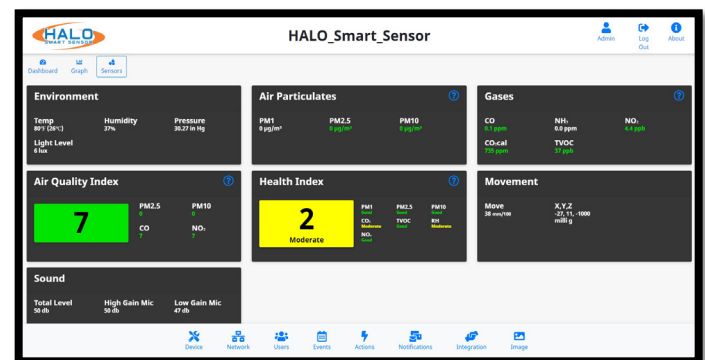 HALO
SMART SENSOR
HALO_Smart_Sensor
Admin
Log Out
About
Dashboard
Graph
Sensors
Environment
Temp
80°F (26°C)
Humidity
37%
Pressure
30.27 in Hg
Light Level
6 lux
Air Particulates
PM1
0 µg/m³
PM2.5
0 µg/m³
PM10
0 µg/m³
Gases
CO
0.1 ppm
NH₃
0.0 ppm
NO₂
4.4 ppb
CO₂cal
735 ppm
TVOC
37 ppb
Air Quality Index
7
PM2.5
0
PM10
0
CO
7
NO₂
7
Health Index
2
Moderate
PM1
Good
PM2.5
Good
PM10
Good
CO₂
Moderate
TVOC
Good
RH
Moderate
NO₂
Good
Movement
Move
38 mm/100
X,Y,Z
-27, 11, -1000
milli g
Sound
Total Level
50 db
High Gain Mic
50 db
Low Gain Mic
47 db
Device
Network
Users
Events
Actions
Notifications
Integration
Image